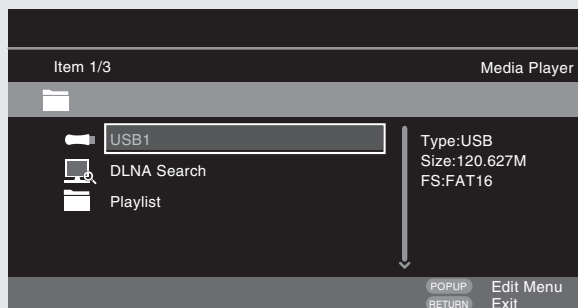 Item 1/3
Media Player
USB1
DLNA Search
Playlist
Type:USB
Size:120.627M
FS:FAT16
POPUP Edit Menu
RETURN Exit